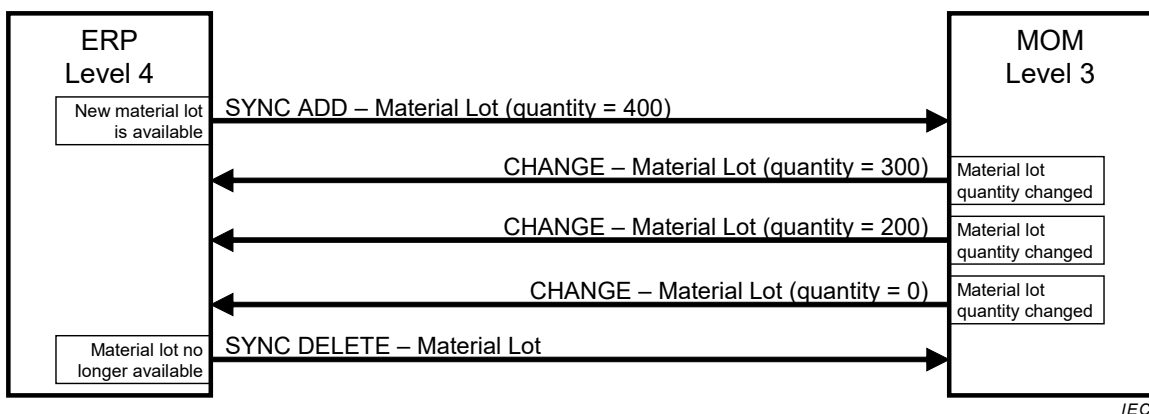 ERP
Level 4
MOM
Level 3
New material lot
is available
SYNC ADD – Material Lot (quantity = 400)
CHANGE – Material Lot (quantity = 300)
Material lot
quantity changed
CHANGE – Material Lot (quantity = 200)
Material lot
quantity changed
CHANGE – Material Lot (quantity = 0)
Material lot
quantity changed
Material lot no
longer available
SYNC DELETE – Material Lot
IEC